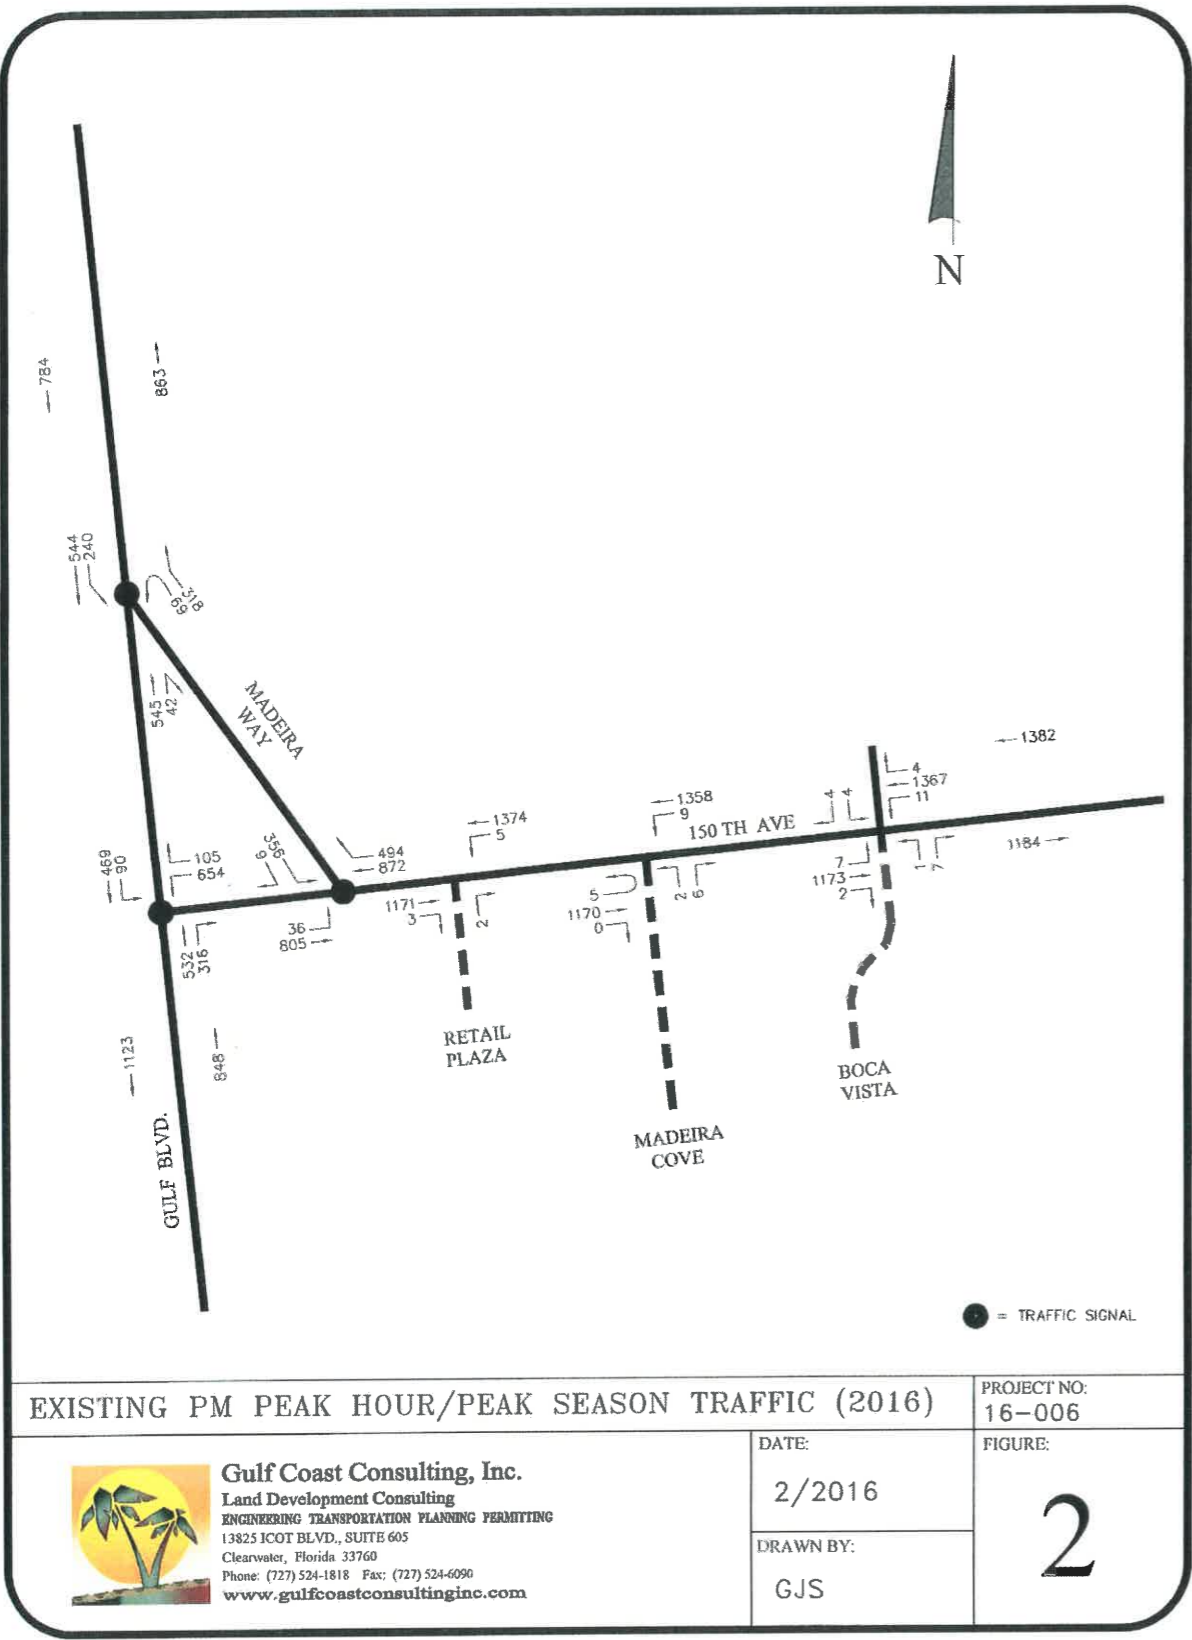 N
784
863
544
240
318
69
545
42
MADEIRA
WAY
1382
4
1367
11
4
4
1358
9
150 TH AVE
1374
5
1184
469
90
105
654
6
356
494
872
7
1173
2
1
7
5
1170
0
2
6
1171
3
2
36
805
532
316
RETAIL
PLAZA
1123
848
BOCA
VISTA
GULF BLVD.
MADEIRA
COVE
= TRAFFIC SIGNAL
EXISTING PM PEAK HOUR/PEAK SEASON TRAFFIC (2016)
PROJECT NO:
16-006
Gulf Coast Consulting, Inc.
Land Development Consulting
ENGINEERING TRANSPORTATION PLANNING PERMITTING
13825 ICOT BLVD., SUITE 605
Clearwater, Florida 33760
Phone: (727) 524-1818 Fax: (727) 524-6090
www.gulfcoastconsultinginc.com
DATE:
2/2016
DRAWN BY:
GJS
FIGURE:
2